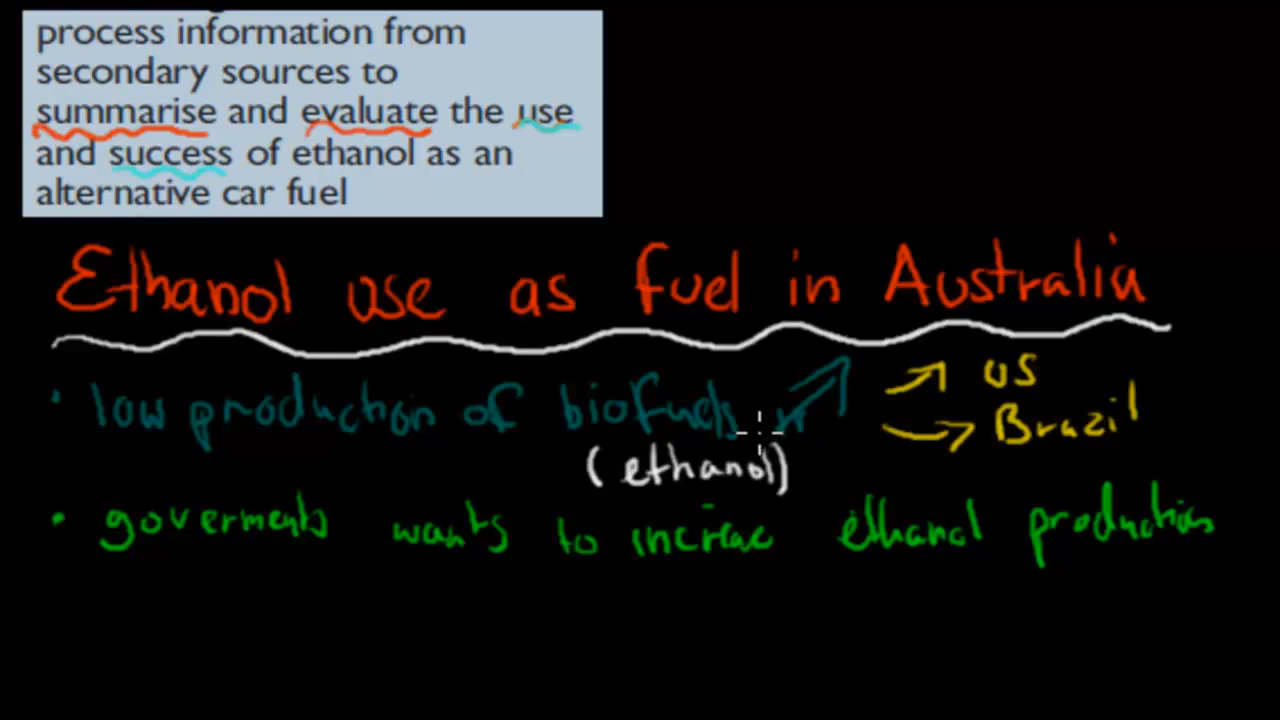 process information from
secondary sources to
summarise and evaluate the use
and success of ethanol as an
alternative car fuel
Ethanol use as fuel in Australia
• low production of biofuels
US
Brazil
(ethanol)
• goverments wants to increase ethanol production